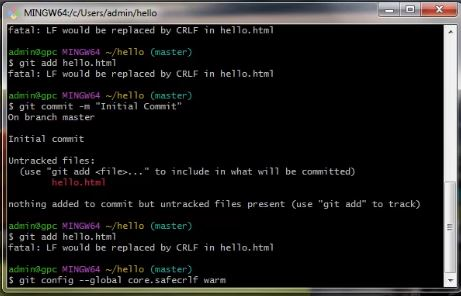 MINGW64:/c/Users/admin/hello
fatal: LF would be replaced by CRLF in hello.html
admin@gpc MINGW64 ~/hello (master)
$ git add hello.html
fatal: LF would be replaced by CRLF in hello.html
admin@gpc MINGW64 ~/hello (master)
$ git commit -m "Initial Commit"
On branch master
Initial commit
Untracked files:
(use "git add <file>..." to include in what will be committed)
hello.html
nothing added to commit but untracked files present (use "git add" to track)
admin@gpc MINGW64 ~/hello (master)
$ git add hello.html
fatal: LF would be replaced by CRLF in hello.html
admin@gpc MINGW64 ~/hello (master)
$ git config --global core.safecrlf warm